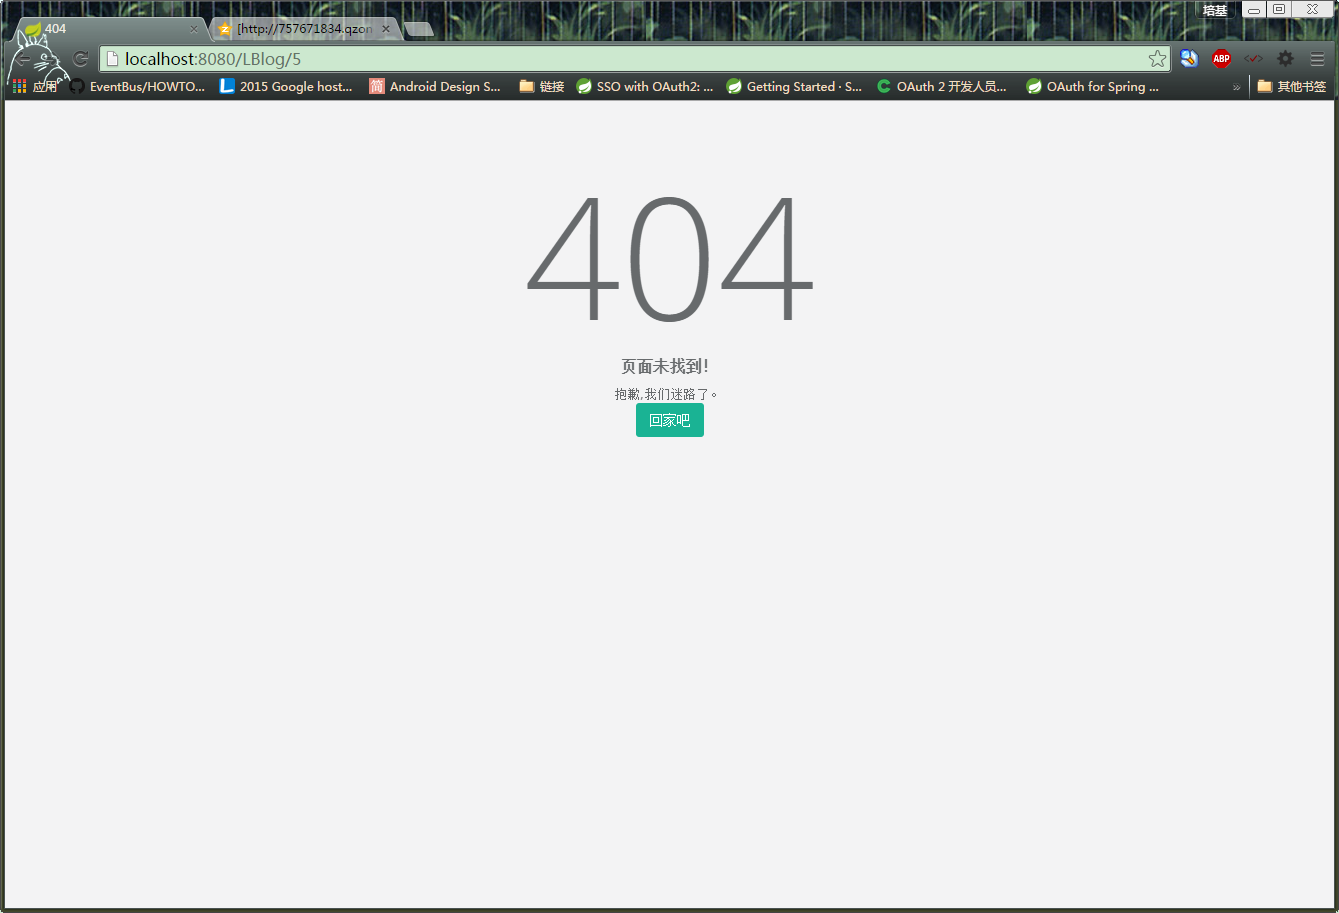 培基
404
[http://757671834.qzon
localhost:8080/LBlog/5
ABP
应用
EventBus/HOWTO...
2015 Google host...
简
Android Design S...
链接
SSO with OAuth2: ...
Getting Started · S...
OAuth 2 开发人员...
OAuth for Spring ...
»
其他书签
404
页面未找到！
抱歉,我们迷路了。
回家吧